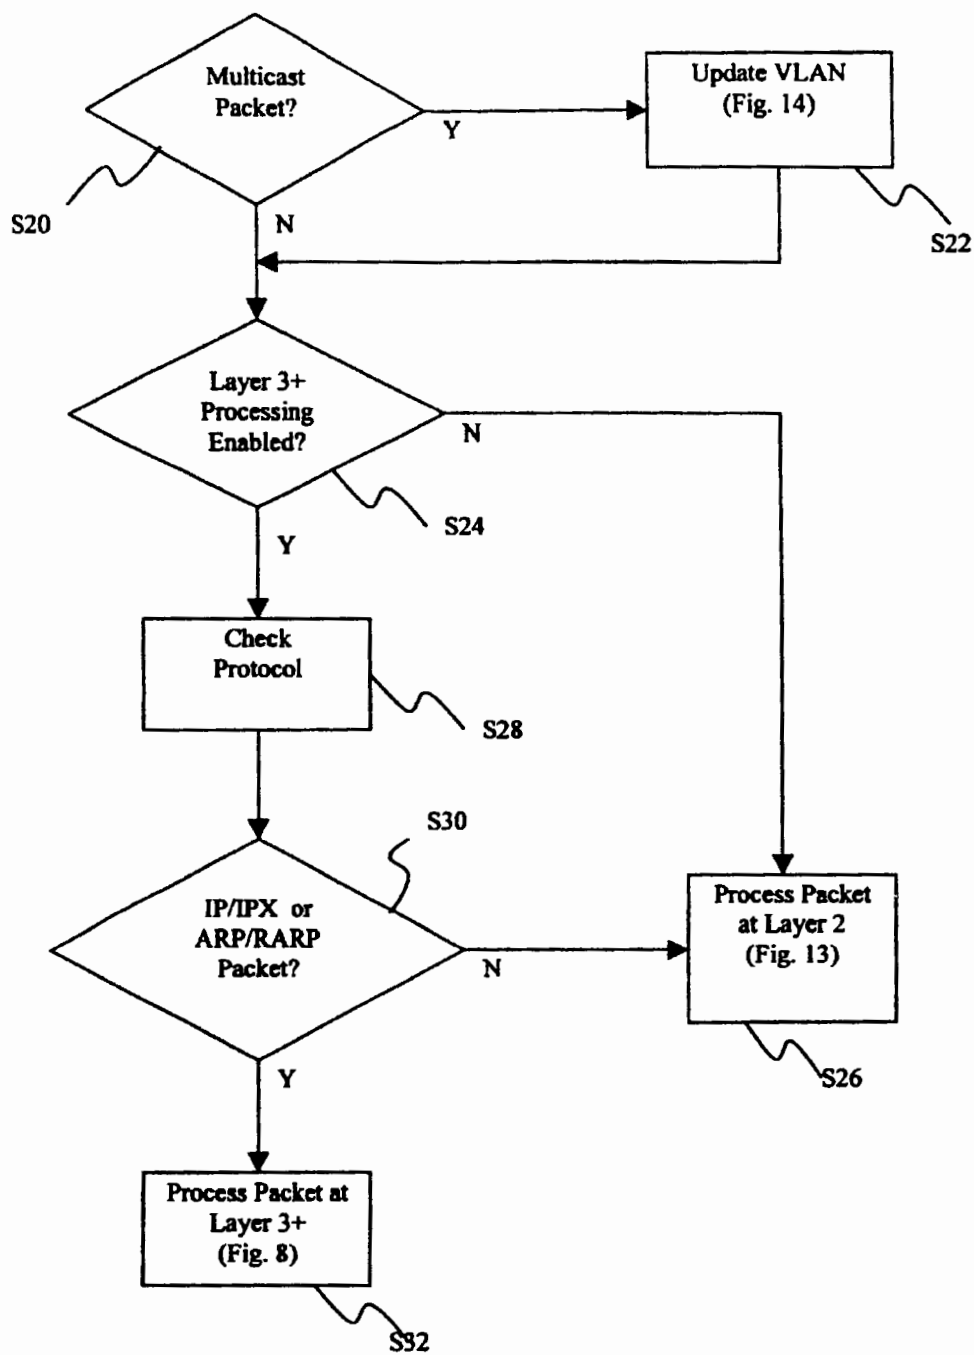 Multicast
Packet?
Y
Update VLAN
(Fig. 14)
S20
N
S22
Layer 3+
Processing
Enabled?
N
S24
Y
Check
Protocol
S28
S30
IP/IPX or
ARP/RARP
Packet?
N
Process Packet
at Layer 2
(Fig. 13)
Y
S26
Process Packet at
Layer 3+
(Fig. 8)
S32